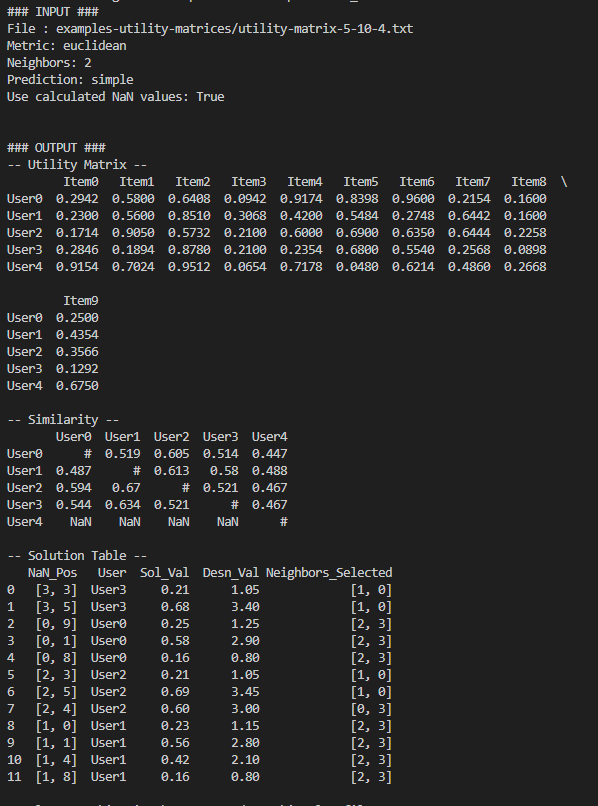 ### INPUT ###
File : examples-utility-matrices/utility-matrix-5-10-4.txt
Metric: euclidean
Neighbors: 2
Prediction: simple
Use calculated NaN values: True
### OUTPUT ###
-- Utility Matrix --
Item0 Item1 Item2 Item3 Item4 Item5 Item6 Item7 Item8 \
User0 0.2942 0.5800 0.6408 0.0942 0.9174 0.8398 0.9600 0.2154 0.1600
User1 0.2300 0.5600 0.8510 0.3068 0.4200 0.5484 0.2748 0.6442 0.1600
User2 0.1714 0.9050 0.5732 0.2100 0.6000 0.6900 0.6350 0.6444 0.2258
User3 0.2846 0.1894 0.8780 0.2100 0.2354 0.6800 0.5540 0.2568 0.0898
User4 0.9154 0.7024 0.9512 0.0654 0.7178 0.0480 0.6214 0.4860 0.2668
Item9
User0 0.2500
User1 0.4354
User2 0.3566
User3 0.1292
User4 0.6750
-- Similarity --
User0 User1 User2 User3 User4
User0 # 0.519 0.605 0.514 0.447
User1 0.487 # 0.613 0.58 0.488
User2 0.594 0.67 # 0.521 0.467
User3 0.544 0.634 0.521 # 0.467
User4 NaN NaN NaN NaN #
-- Solution Table --
NaN_Pos User Sol_Val Desn_Val Neighbors_Selected
0 [3, 3] User3 0.21 1.05 [1, 0]
1 [3, 5] User3 0.68 3.40 [1, 0]
2 [0, 9] User0 0.25 1.25 [2, 3]
3 [0, 1] User0 0.58 2.90 [2, 3]
4 [0, 8] User0 0.16 0.80 [2, 3]
5 [2, 3] User2 0.21 1.05 [1, 0]
6 [2, 5] User2 0.69 3.45 [1, 0]
7 [2, 4] User2 0.60 3.00 [0, 3]
8 [1, 0] User1 0.23 1.15 [2, 3]
9 [1, 1] User1 0.56 2.80 [2, 3]
10 [1, 4] User1 0.42 2.10 [2, 3]
11 [1, 8] User1 0.16 0.80 [2, 3]